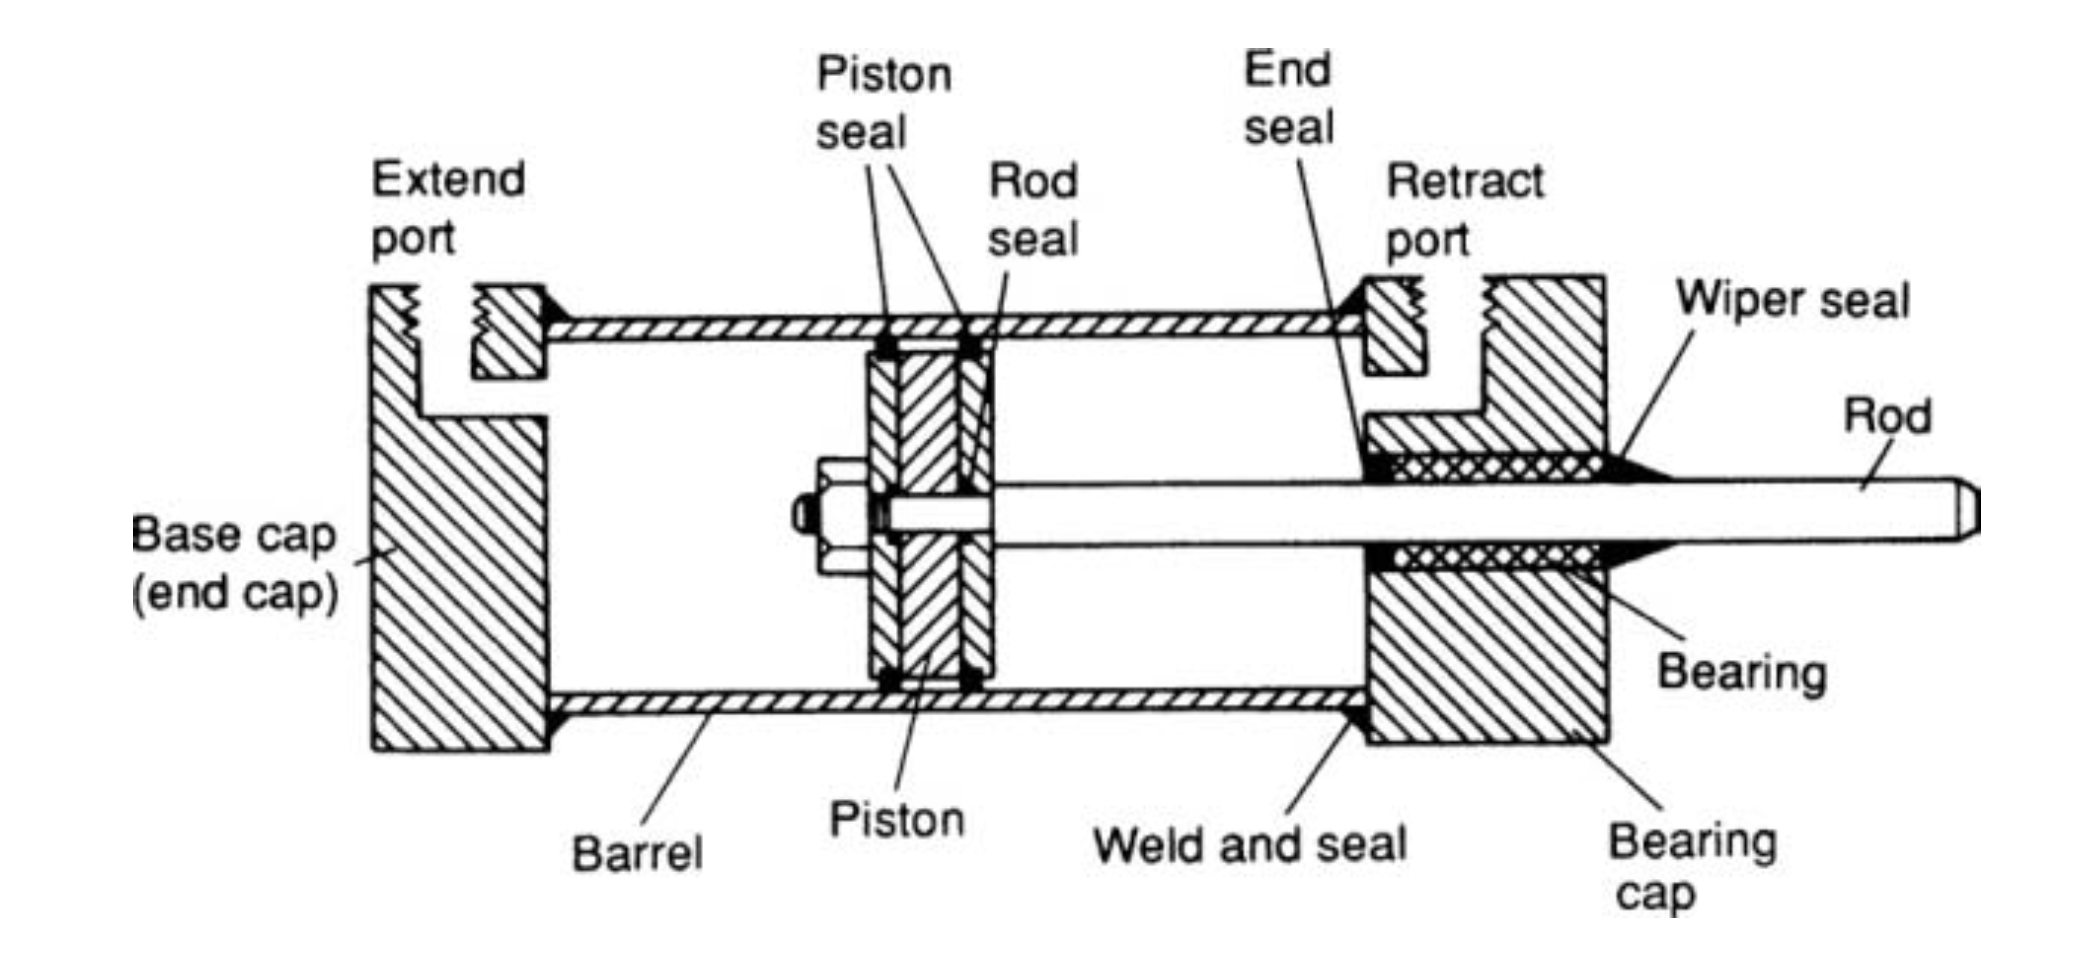 Piston
seal
End
seal
Extend
port
Rod
seal
Retract
port
Wiper seal
Rod
Base cap
(end cap)
Bearing
Piston
Barrel
Weld and seal
Bearing
cap